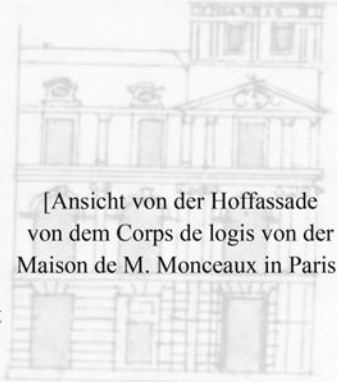 [Ansicht von der Hoffassade
von dem Corps de logis von der
Maison de M. Monceaux in Paris